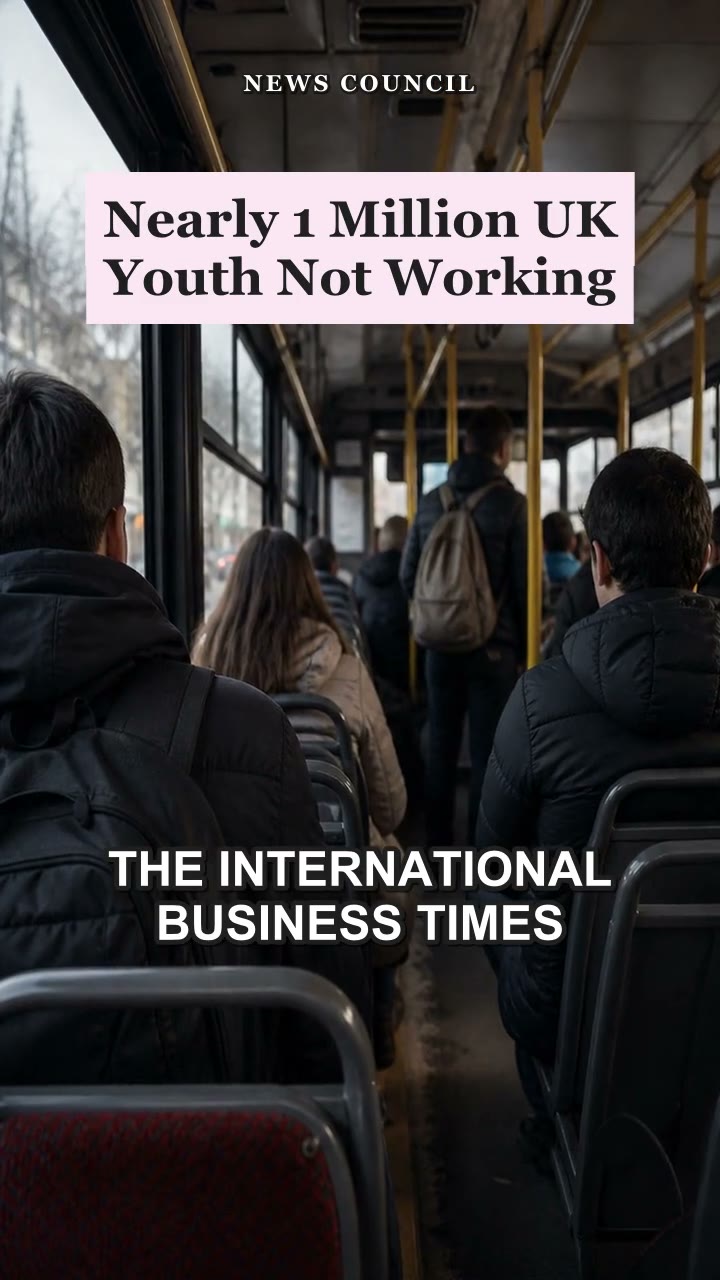 NEWS COUNCIL
Nearly 1 Million UK
Youth Not Working
THE INTERNATIONAL
BUSINESS TIMES